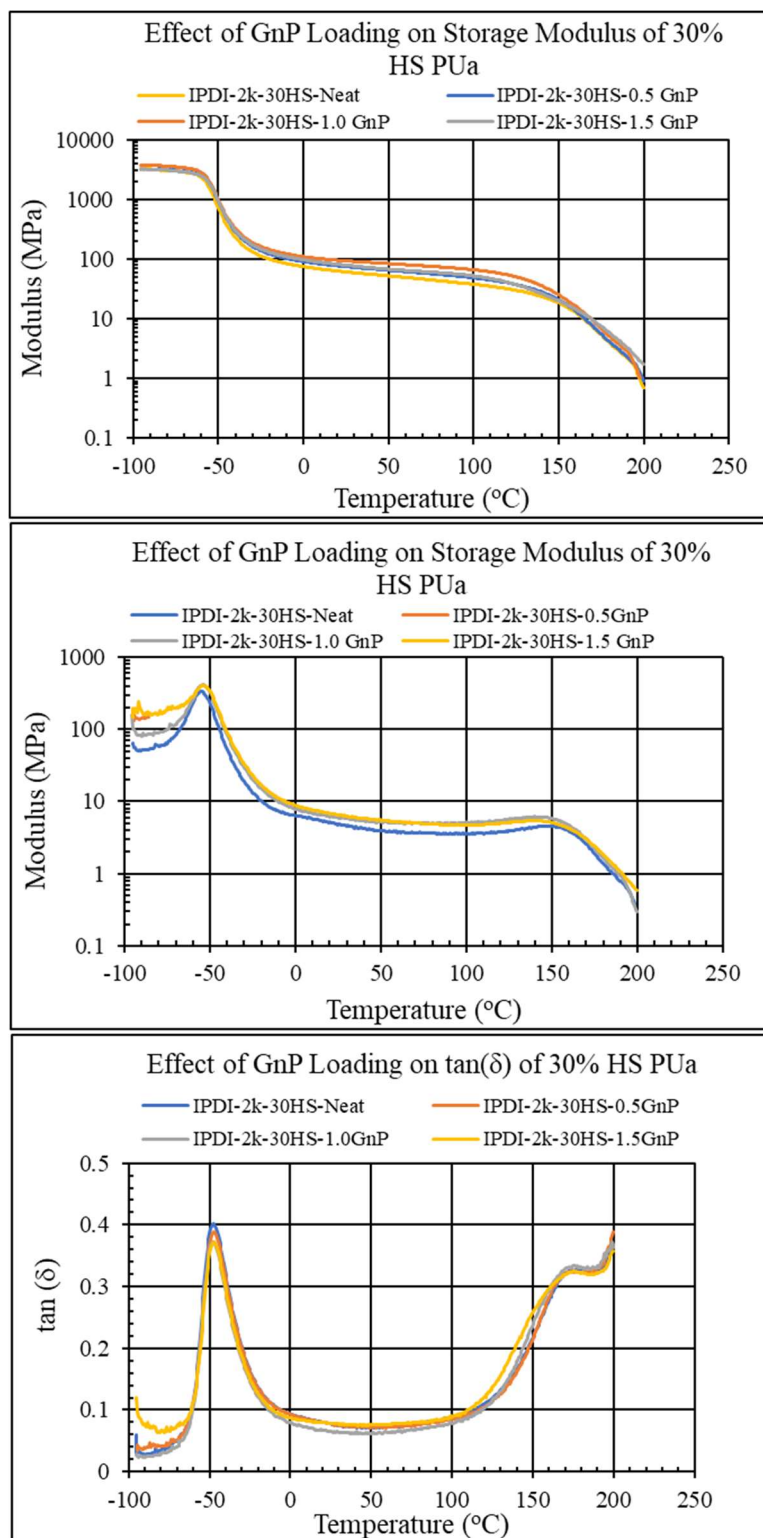 Effect of GnP Loading on Storage Modulus of 30%
HS PUa
IPDI-2k-30HS-Neat IPDI-2k-30HS-0.5 GnP
IPDI-2k-30HS-1.0 GnP IPDI-2k-30HS-1.5 GnP
10000
1000
100
10
1
0.1
Modulus (MPa)
-100 -50 0 50 100 150 200 250
Temperature (°C)
Effect of GnP Loading on Storage Modulus of 30%
HS PUa
IPDI-2k-30HS-Neat IPDI-2k-30HS-0.5GnP
IPDI-2k-30HS-1.0 GnP IPDI-2k-30HS-1.5 GnP
1000
100
10
1
0.1
Modulus (MPa)
-100 -50 0 50 100 150 200 250
Temperature (°C)
Effect of GnP Loading on tan(δ) of 30% HS PUa
IPDI-2k-30HS-Neat IPDI-2k-30HS-0.5GnP
IPDI-2k-30HS-1.0GnP IPDI-2k-30HS-1.5GnP
0.5
0.4
0.3
0.2
0.1
0
tan (δ)
-100 -50 0 50 100 150 200 250
Temperature (°C)